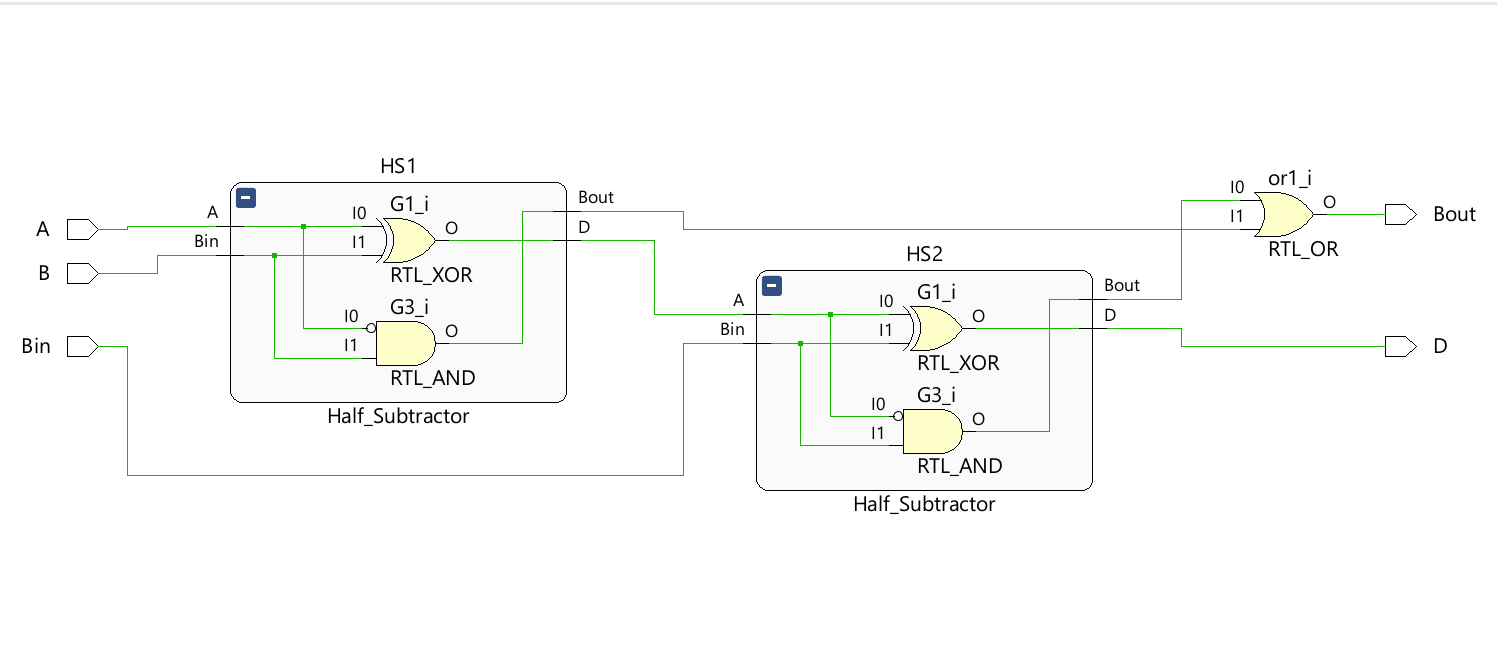 HS1
A
Bin
G1_i
I0
I1
O
RTL_XOR
G3_i
I0
I1
O
RTL_AND
Bout
D
Half_Subtractor
A
B
Bin
HS2
A
Bin
G1_i
I0
I1
O
RTL_XOR
G3_i
I0
I1
O
RTL_AND
Bout
D
Half_Subtractor
or1_i
I0
I1
O
RTL_OR
Bout
D